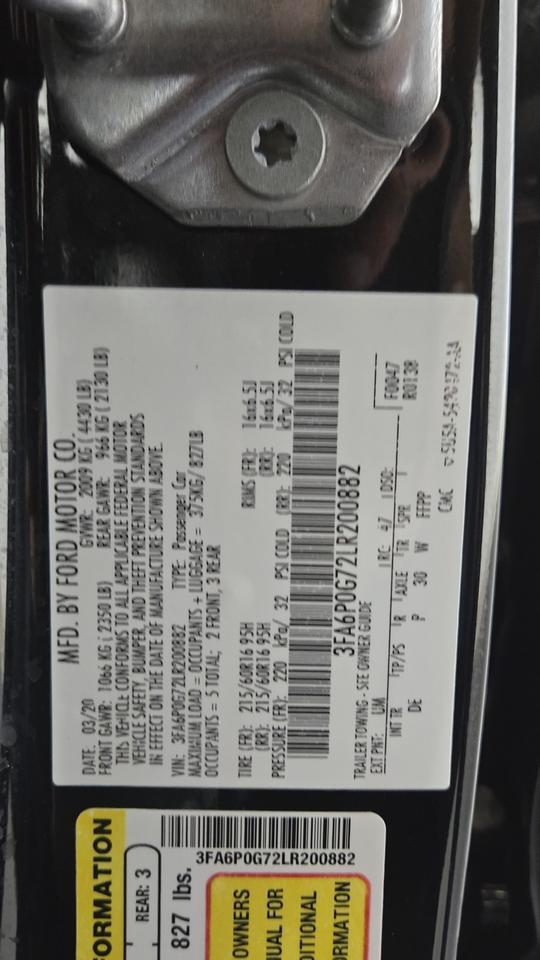 MFD. BY FORD MOTOR CO.
DATE: 03/20 GVWR: 2009 KG ( 4430 LB)
FRONT GAWR: 1066 KG ( 2350 LB) REAR GAWR: 966 KG ( 2130 LB)
THIS VEHICLE CONFORMS TO ALL APPLICABLE FEDERAL MOTOR
VEHICLE SAFETY, BUMPER, AND THEFT PREVENTION STANDARDS
IN EFFECT ON THE DATE OF MANUFACTURE SHOWN ABOVE.
VIN: 3FA6P0G72LR200882 TYPE: Passenger Car
MAXIMUM LOAD = OCCUPANTS + LUGGAGE = 375KG/ 827LB
OCCUPANTS = 5 TOTAL; 2 FRONT, 3 REAR
TIRE (FR): 215/60R16 95H RIMS (FR): 16x6.5J
(RR): 215/60R16 95H (RR): 16x6.5J
PRESSURE (FR): 220 kPa/ 32 PSI COLD (RR): 220 kPa/ 32 PSI COLD
3FA6P0G72LR200882
TRAILER TOWING - SEE OWNER GUIDE
EXT PNT: UM RC: 47 DSO: F0047
INT TR TP/PS R AXLE TR SPR R0138
DE P 30 W FFPP
CMC
ORMATION
REAR: 3
827 lbs.
3FA6P0G72LR200882
OWNERS
UAL FOR
DITIONAL
ORMATION